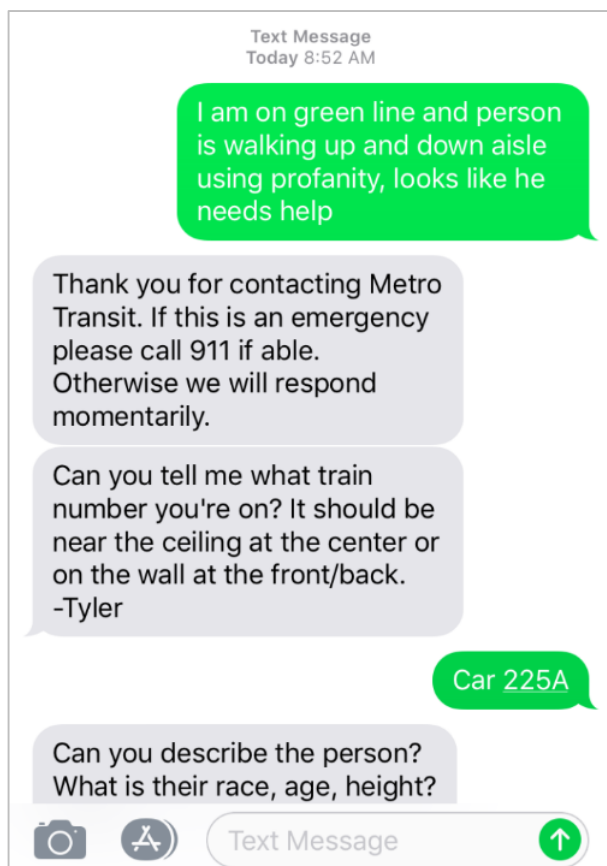 Text Message
Today 8:52 AM
I am on green line and person
is walking up and down aisle
using profanity, looks like he
needs help
Thank you for contacting Metro
Transit. If this is an emergency
please call 911 if able.
Otherwise we will respond
momentarily.
Can you tell me what train
number you're on? It should be
near the ceiling at the center or
on the wall at the front/back.
-Tyler
Car 225A
Can you describe the person?
What is their race, age, height?
Text Message